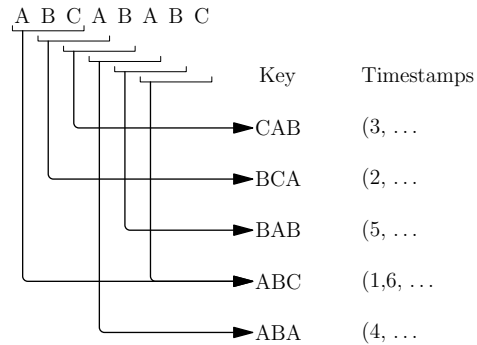 A B C A B A B C
Key Timestamps
CAB (3, …
BCA (2, …
BAB (5, …
ABC (1,6, …
ABA (4, …